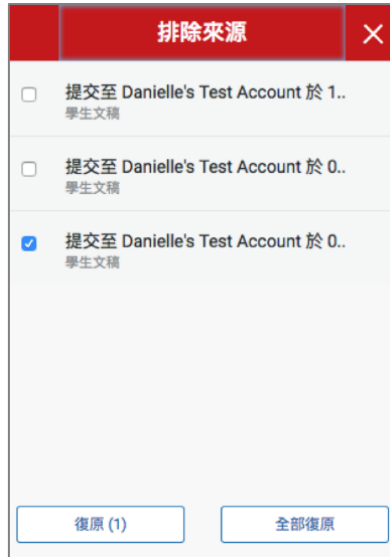 排除來源
提交至 Danielle's Test Account 於 1..
學生文稿
提交至 Danielle's Test Account 於 0..
學生文稿
提交至 Danielle's Test Account 於 0..
學生文稿
復原 (1)
全部復原